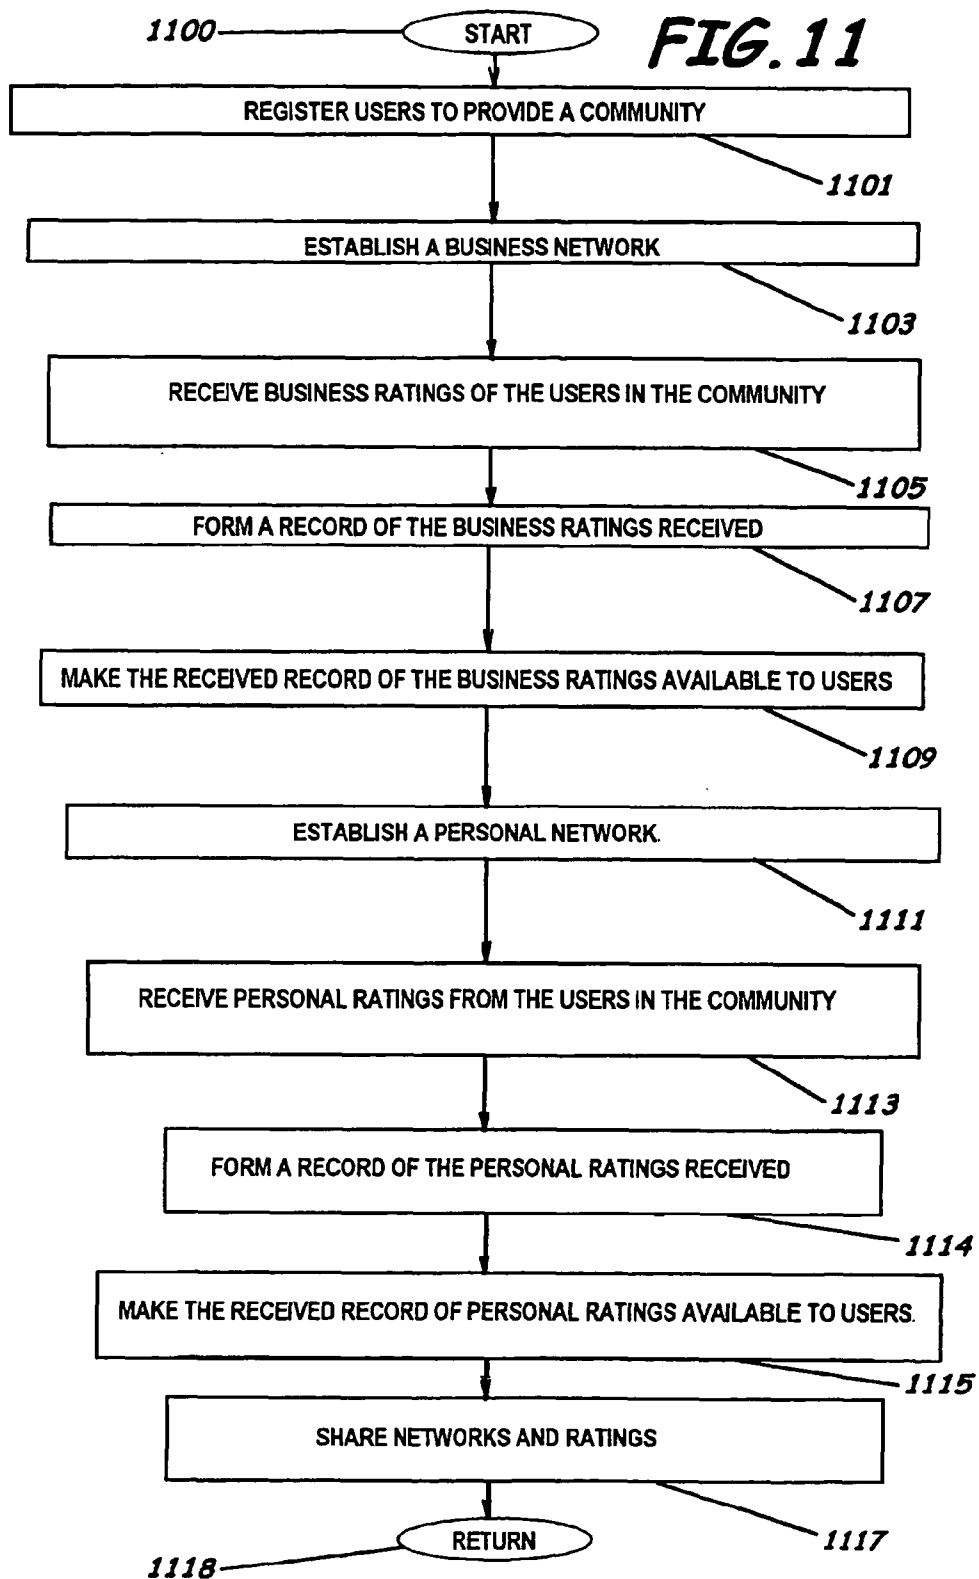 1100
START
FIG. 11
REGISTER USERS TO PROVIDE A COMMUNITY
1101
ESTABLISH A BUSINESS NETWORK
1103
RECEIVE BUSINESS RATINGS OF THE USERS IN THE COMMUNITY
1105
FORM A RECORD OF THE BUSINESS RATINGS RECEIVED
1107
MAKE THE RECEIVED RECORD OF THE BUSINESS RATINGS AVAILABLE TO USERS
1109
ESTABLISH A PERSONAL NETWORK.
1111
RECEIVE PERSONAL RATINGS FROM THE USERS IN THE COMMUNITY
1113
FORM A RECORD OF THE PERSONAL RATINGS RECEIVED
1114
MAKE THE RECEIVED RECORD OF PERSONAL RATINGS AVAILABLE TO USERS.
1115
SHARE NETWORKS AND RATINGS
1117
RETURN
1118